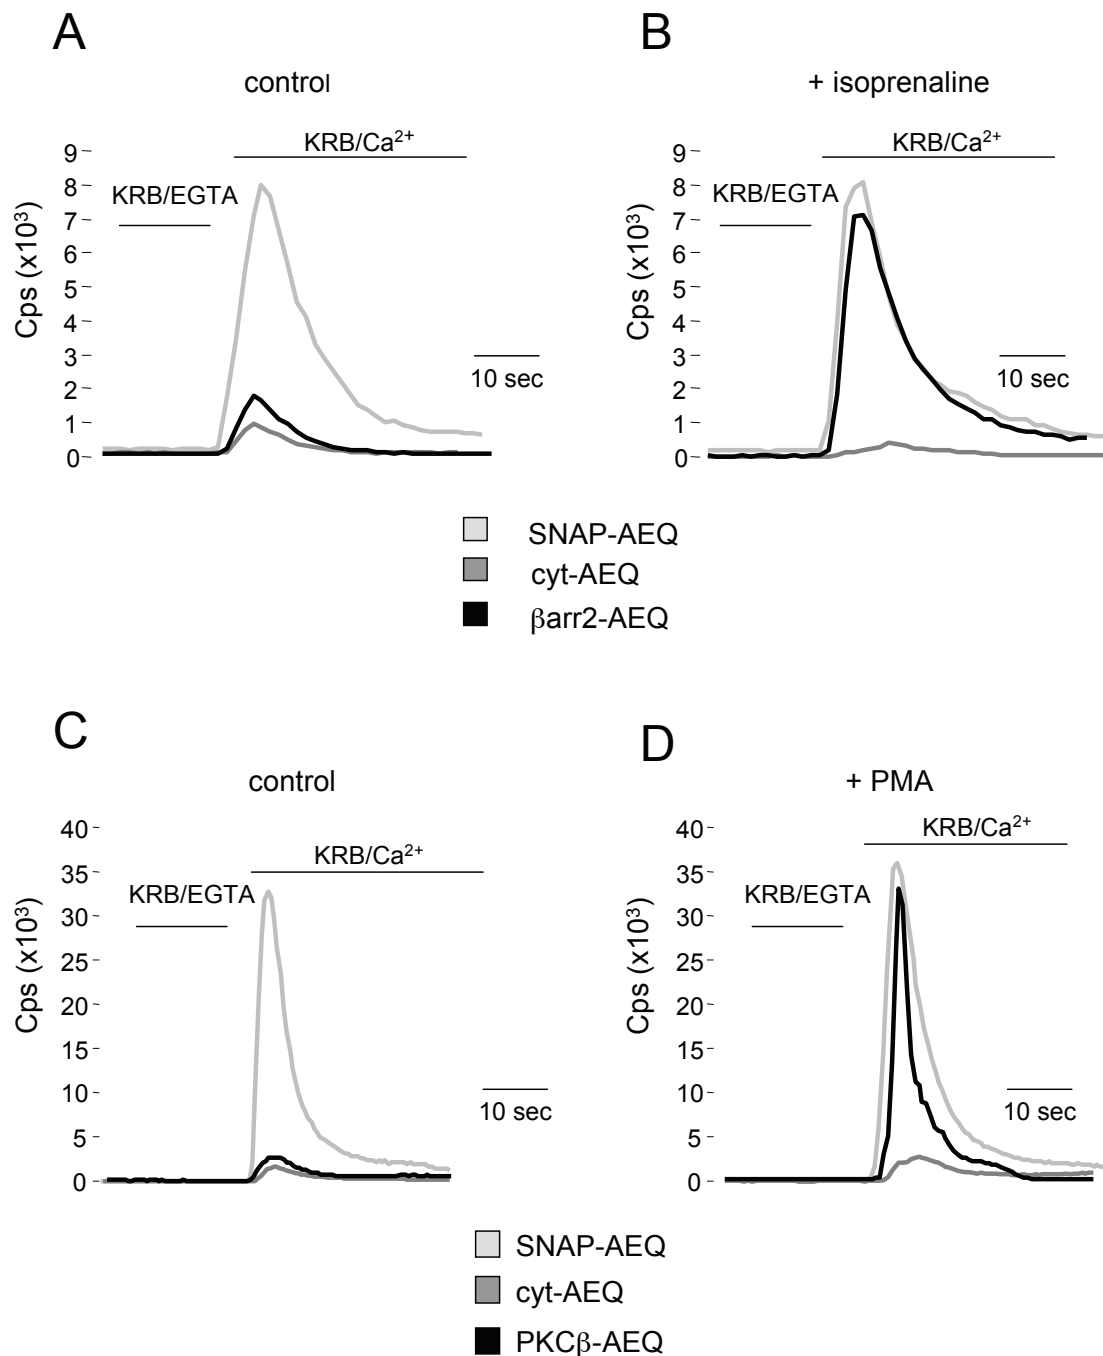 A
control
KRB/Ca²⁺
KRB/EGTA
Cps (x10³)
9
8
7
6
5
4
3
2
1
0
10 sec
B
+ isoprenaline
KRB/Ca²⁺
KRB/EGTA
Cps (x10³)
9
8
7
6
5
4
3
2
1
0
10 sec
SNAP-AEQ
cyt-AEQ
βarr2-AEQ
C
control
KRB/Ca²⁺
KRB/EGTA
Cps (x10³)
40
35
30
25
20
15
10
5
0
10 sec
D
+ PMA
KRB/Ca²⁺
KRB/EGTA
Cps (x10³)
40
35
30
25
20
15
10
5
0
10 sec
SNAP-AEQ
cyt-AEQ
PKCβ-AEQ